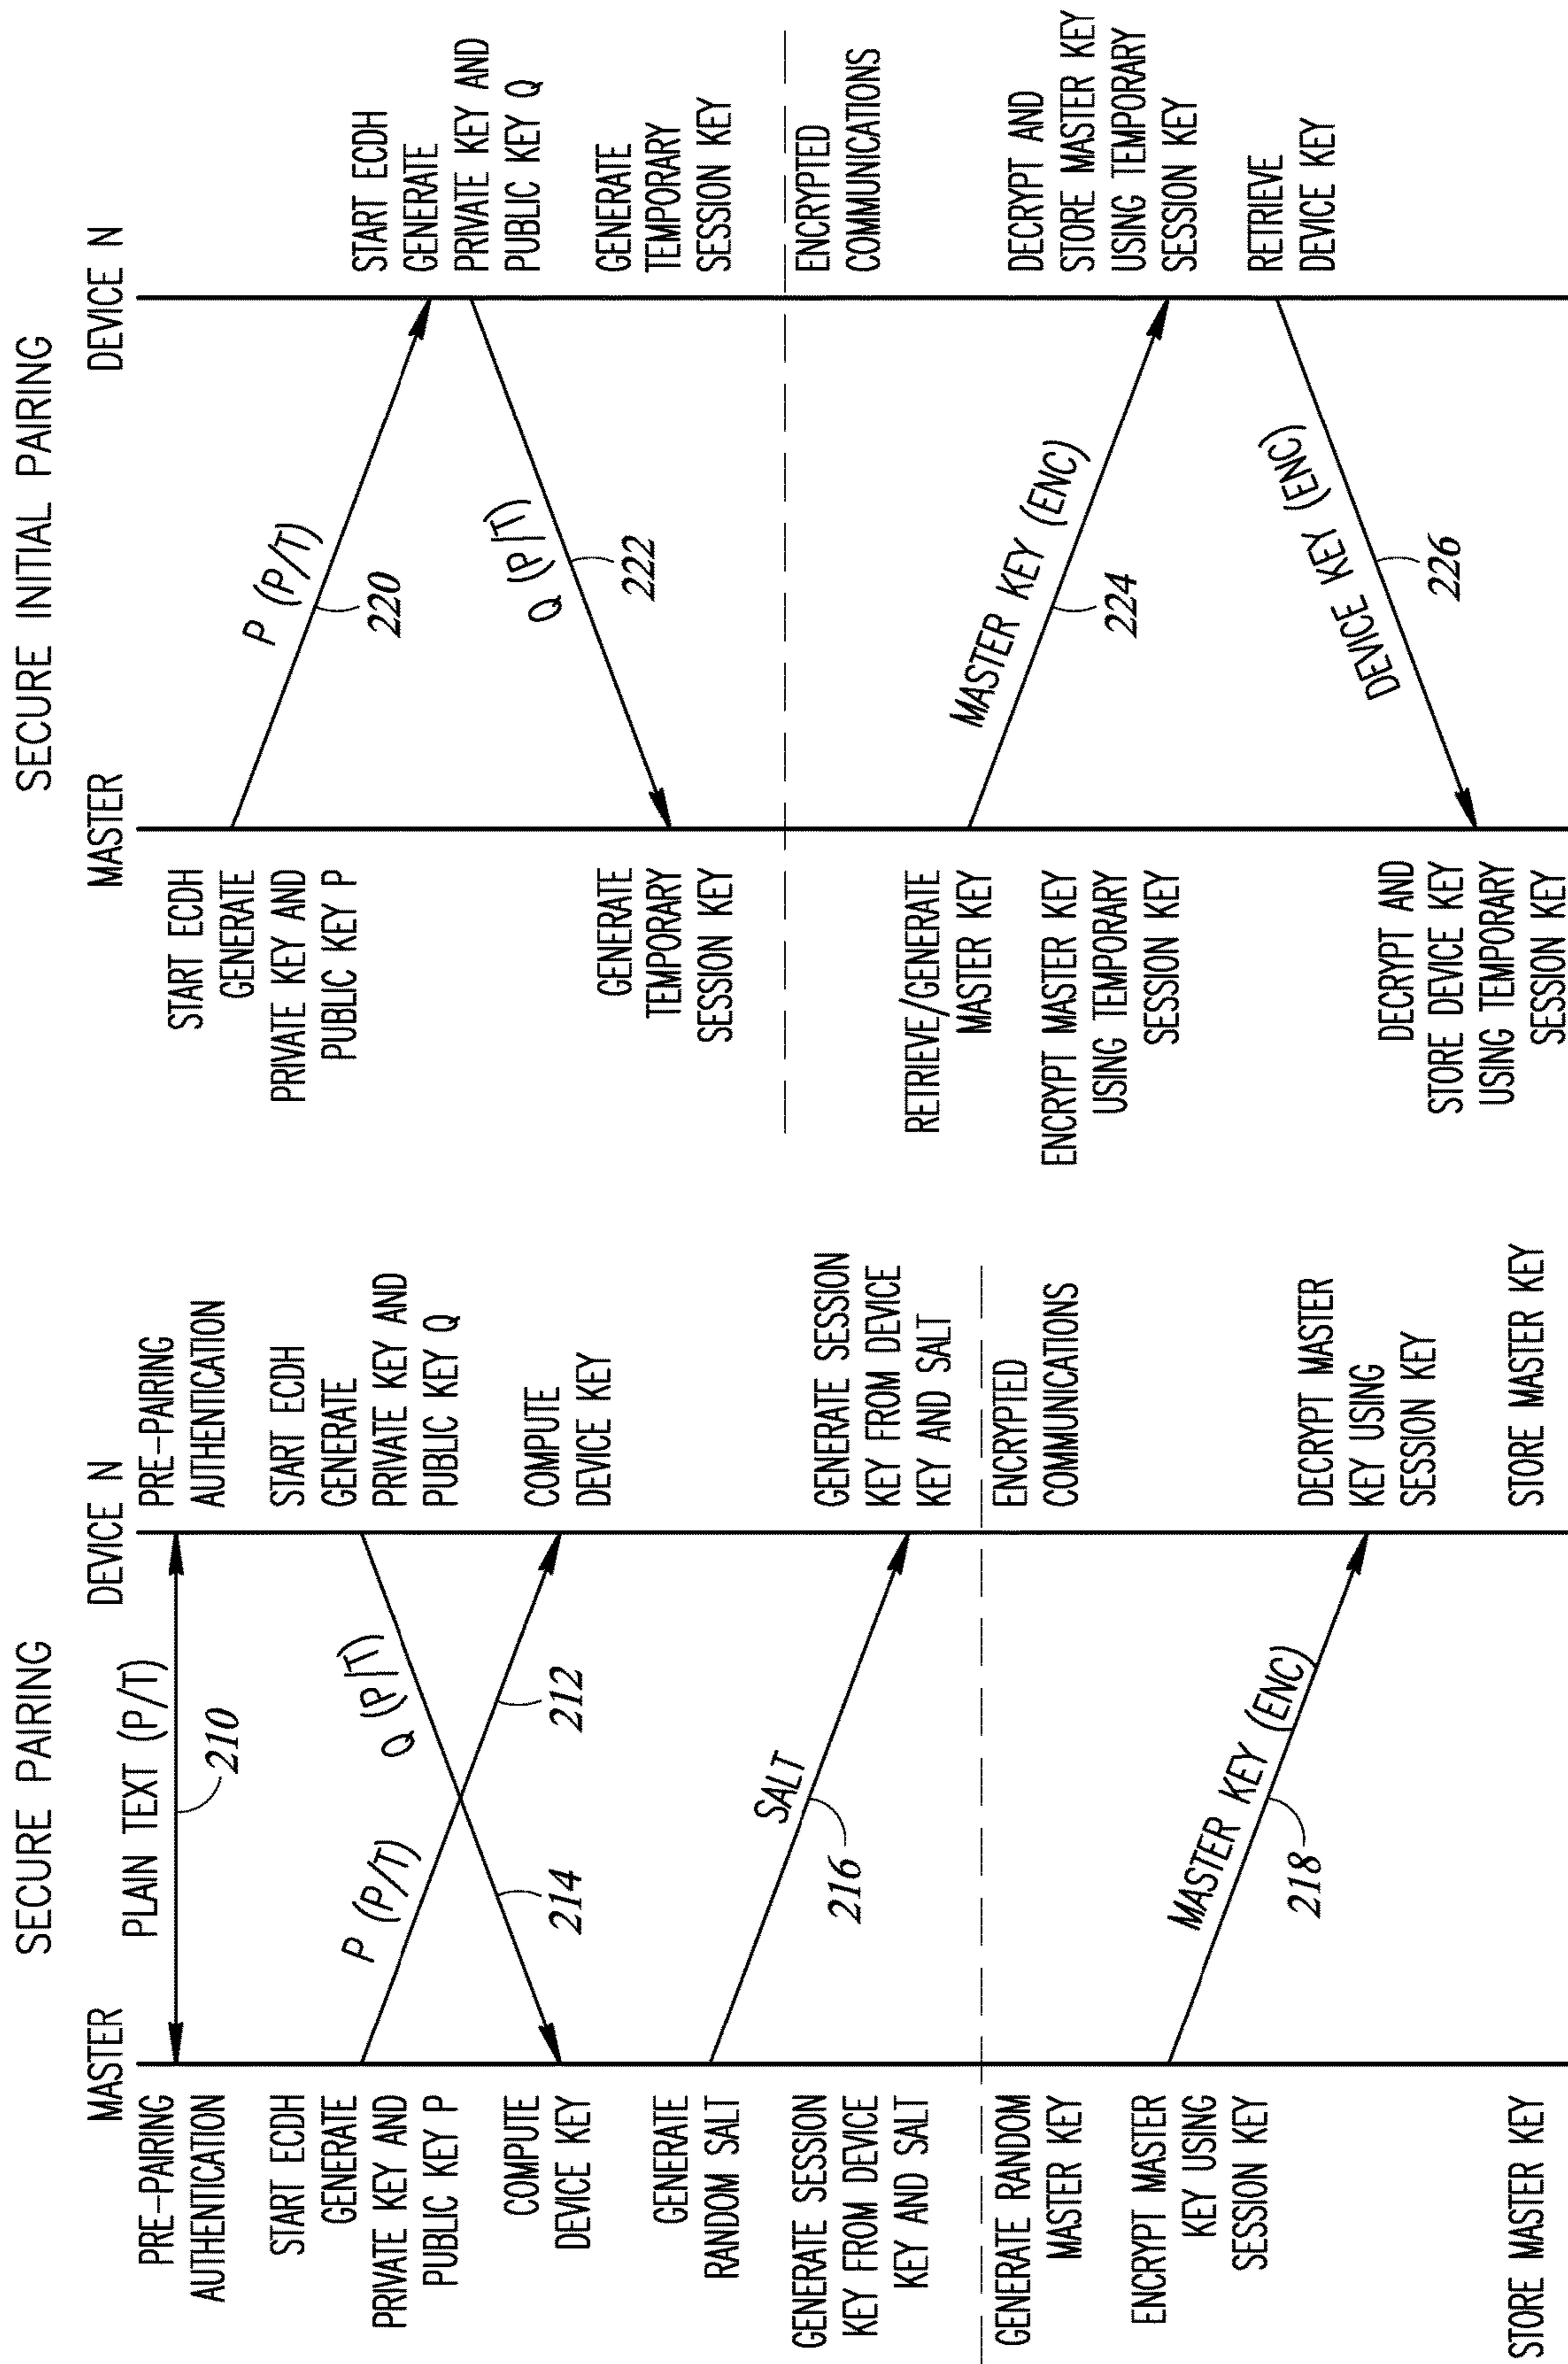 SECURE PAIRING
MASTER
DEVICE N
PLAIN TEXT (P/T)
210
PRE-PAIRING
AUTHENTICATION
PRE-PAIRING
AUTHENTICATION
START ECDH
GENERATE
PRIVATE KEY AND
PUBLIC KEY P
START ECDH
GENERATE
PRIVATE KEY AND
PUBLIC KEY Q
P (P/T)
Q (P/T)
214
212
COMPUTE
DEVICE KEY
COMPUTE
DEVICE KEY
GENERATE
RANDOM SALT
SALT
216
GENERATE SESSION
KEY FROM DEVICE
KEY AND SALT
GENERATE SESSION
KEY FROM DEVICE
KEY AND SALT
GENERATE RANDOM
MASTER KEY
ENCRYPTED
COMMUNICATIONS
ENCRYPT MASTER
KEY USING
SESSION KEY
MASTER KEY (ENC)
218
DECRYPT MASTER
KEY USING
SESSION KEY
STORE MASTER KEY
STORE MASTER KEY
SECURE INITIAL PAIRING
MASTER
DEVICE N
START ECDH
GENERATE
PRIVATE KEY AND
PUBLIC KEY P
P (P/T)
220
START ECDH
GENERATE
PRIVATE KEY AND
PUBLIC KEY Q
Q (P/T)
222
GENERATE
TEMPORARY
SESSION KEY
GENERATE
TEMPORARY
SESSION KEY
ENCRYPTED
COMMUNICATIONS
RETRIEVE/GENERATE
MASTER KEY
ENCRYPT MASTER KEY
USING TEMPORARY
SESSION KEY
MASTER KEY (ENC)
224
DECRYPT AND
STORE MASTER KEY
USING TEMPORARY
SESSION KEY
RETRIEVE
DEVICE KEY
DEVICE KEY (ENC)
226
DECRYPT AND
STORE DEVICE KEY
USING TEMPORARY
SESSION KEY